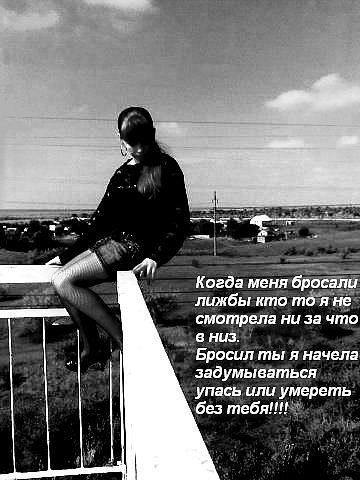 Когда меня бросали
лижбы кто то я не
смотрела ни за что
в низ.
Бросил ты я начела
задумываться
упась или умереть
без тебя!!!!